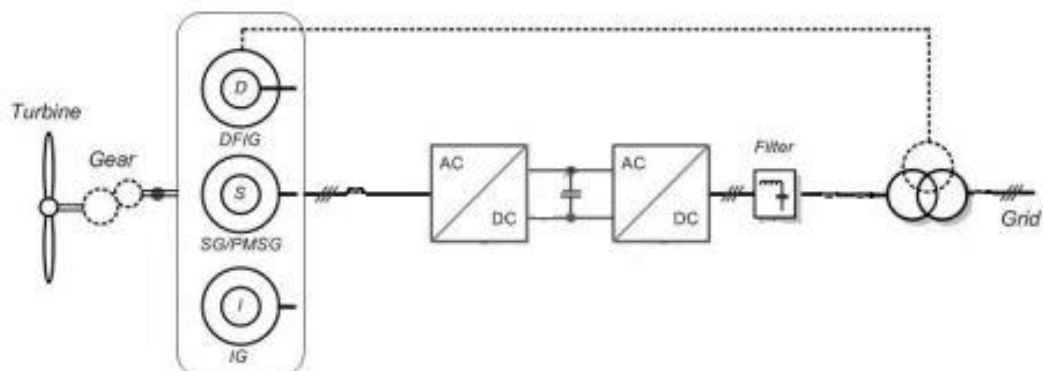 D
DFIG
Turbine
Gear
S
SG/PMSG
I
IG
AC
DC
AC
DC
Filter
Grid